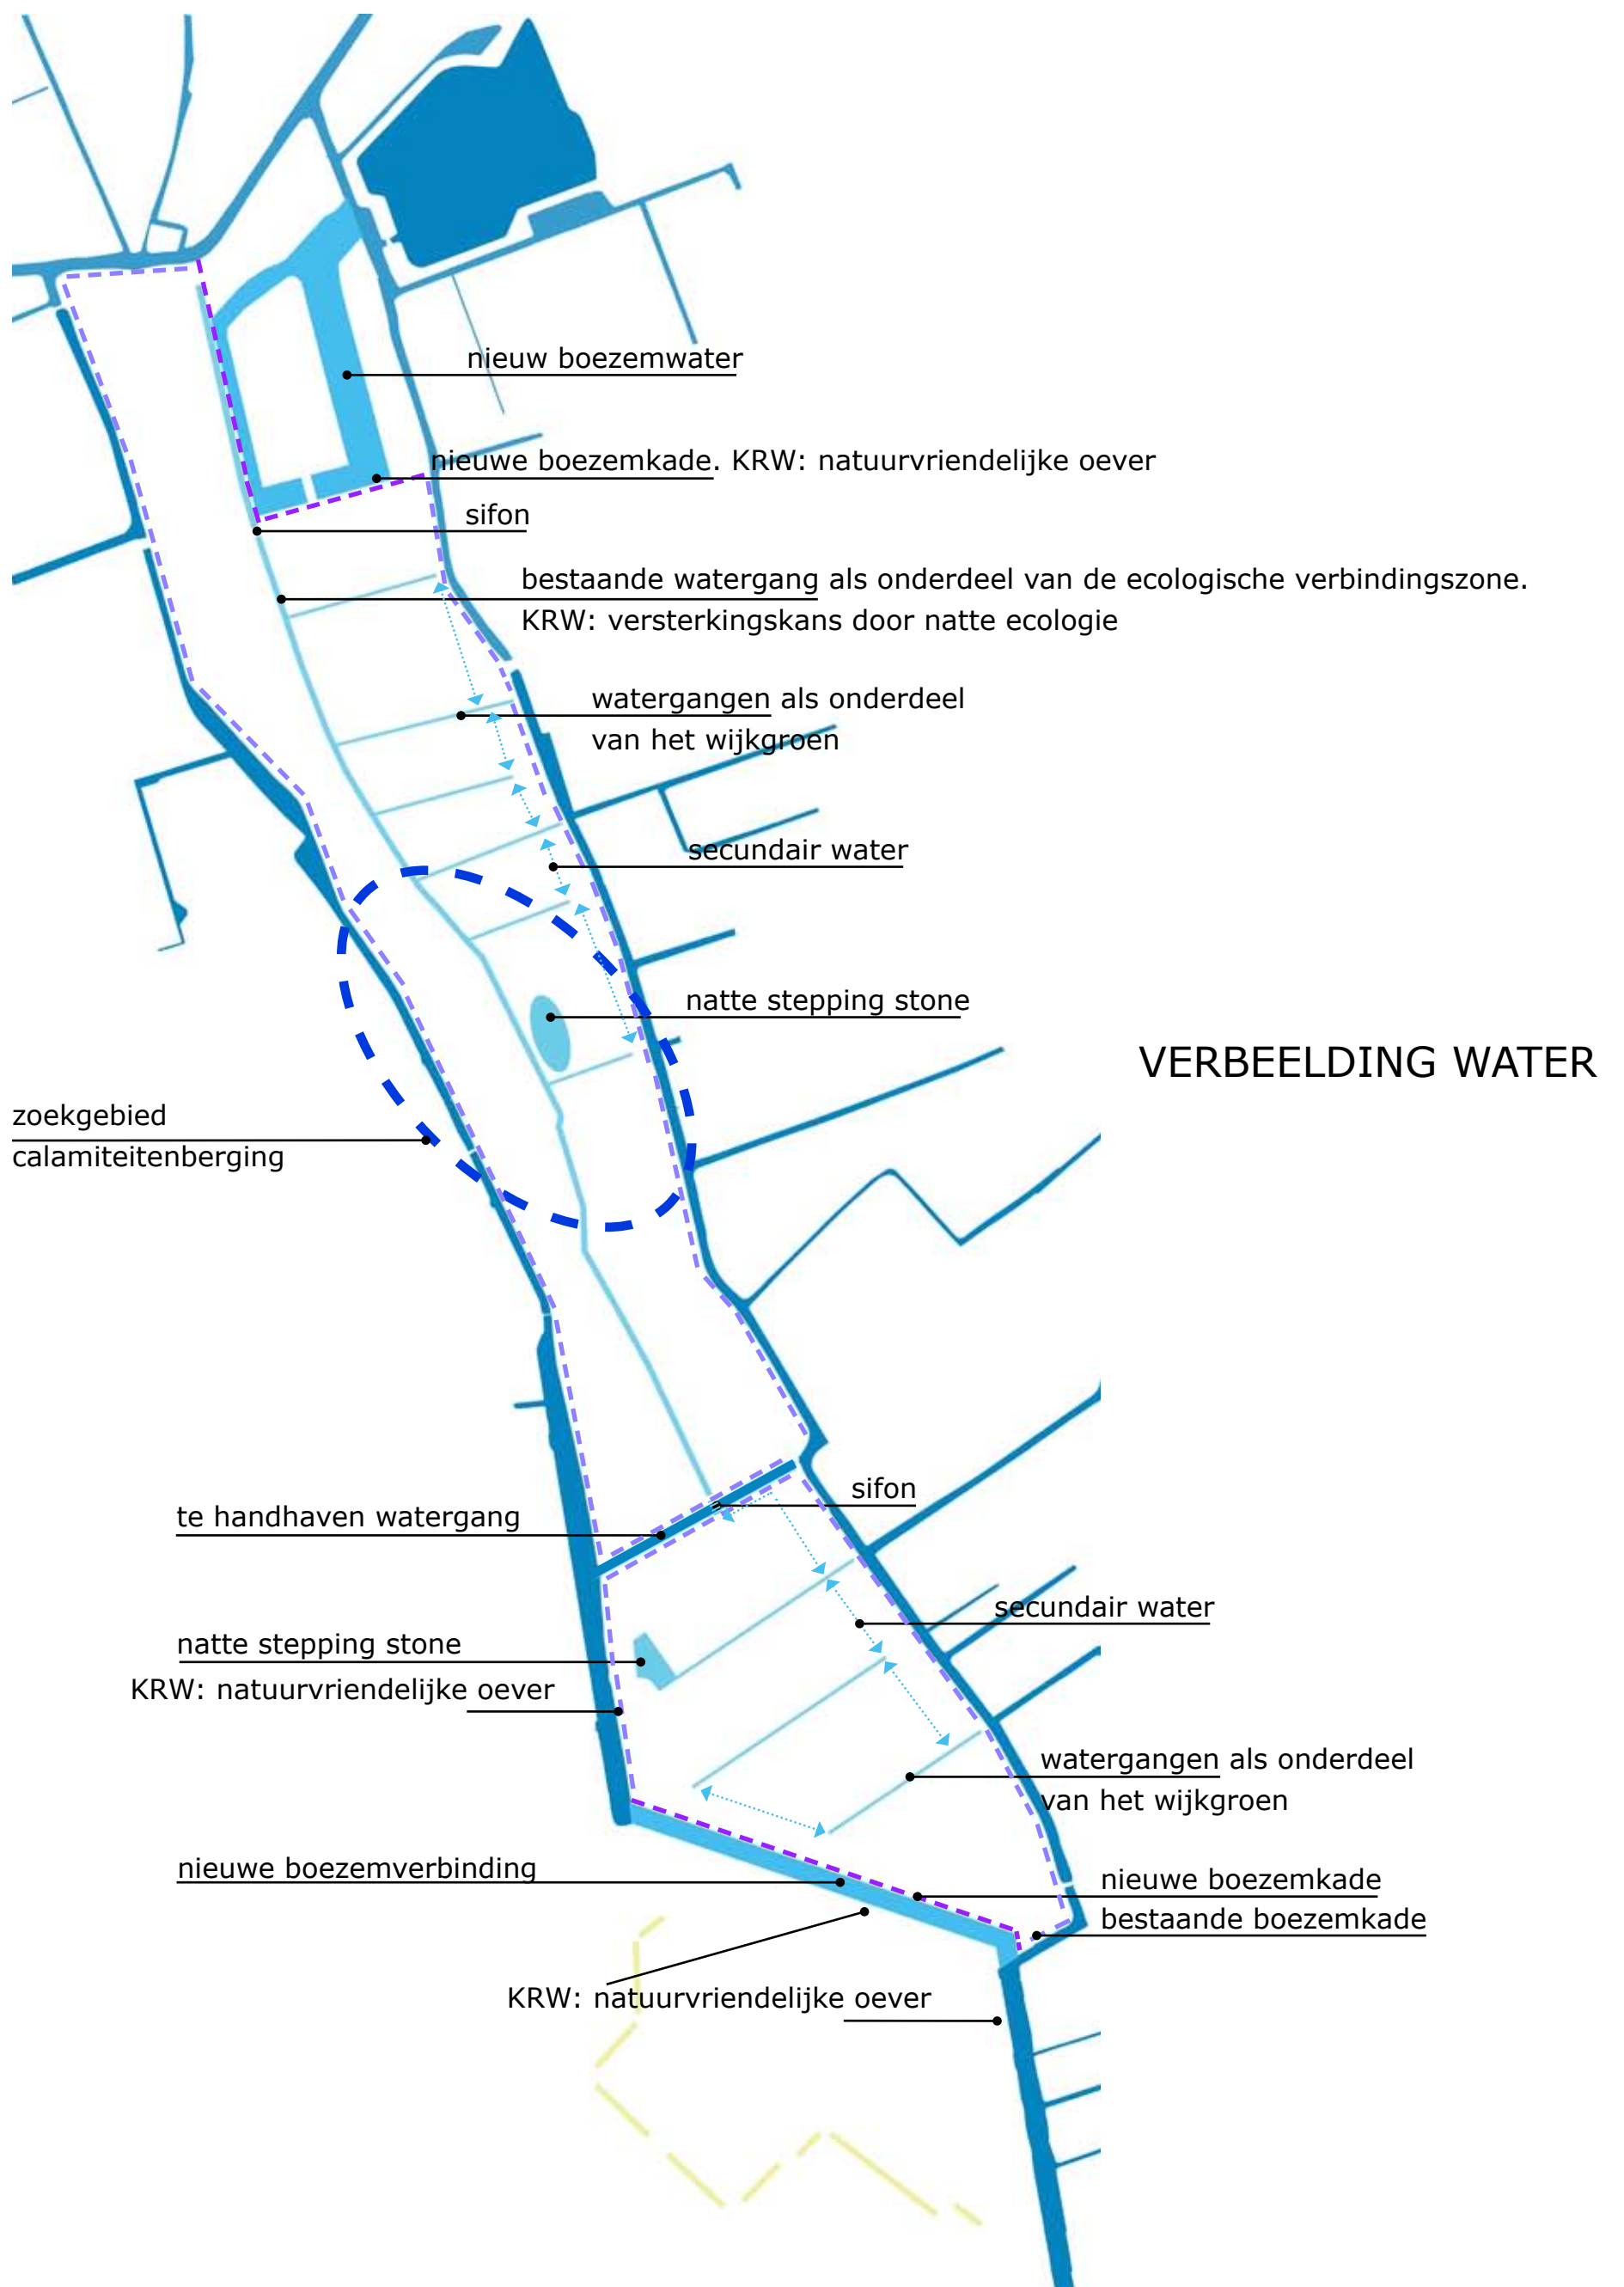 nieuw boezemwater
nieuwe boezemkade. KRW: natuurvriendelijke oever
sifon
bestaande watergang als onderdeel van de ecologische verbindingszone.
KRW: versterkingskans door natte ecologie
watergangen als onderdeel
van het wijkgroen
secundair water
natte stepping stone
VERBEELDING WATER
zoekgebied
calamiteitenberging
sifon
te handhaven watergang
secundair water
natte stepping stone
KRW: natuurvriendelijke oever
watergangen als onderdeel
van het wijkgroen
nieuwe boezemverbinding
nieuwe boezemkade
bestaande boezemkade
KRW: natuurvriendelijke oever